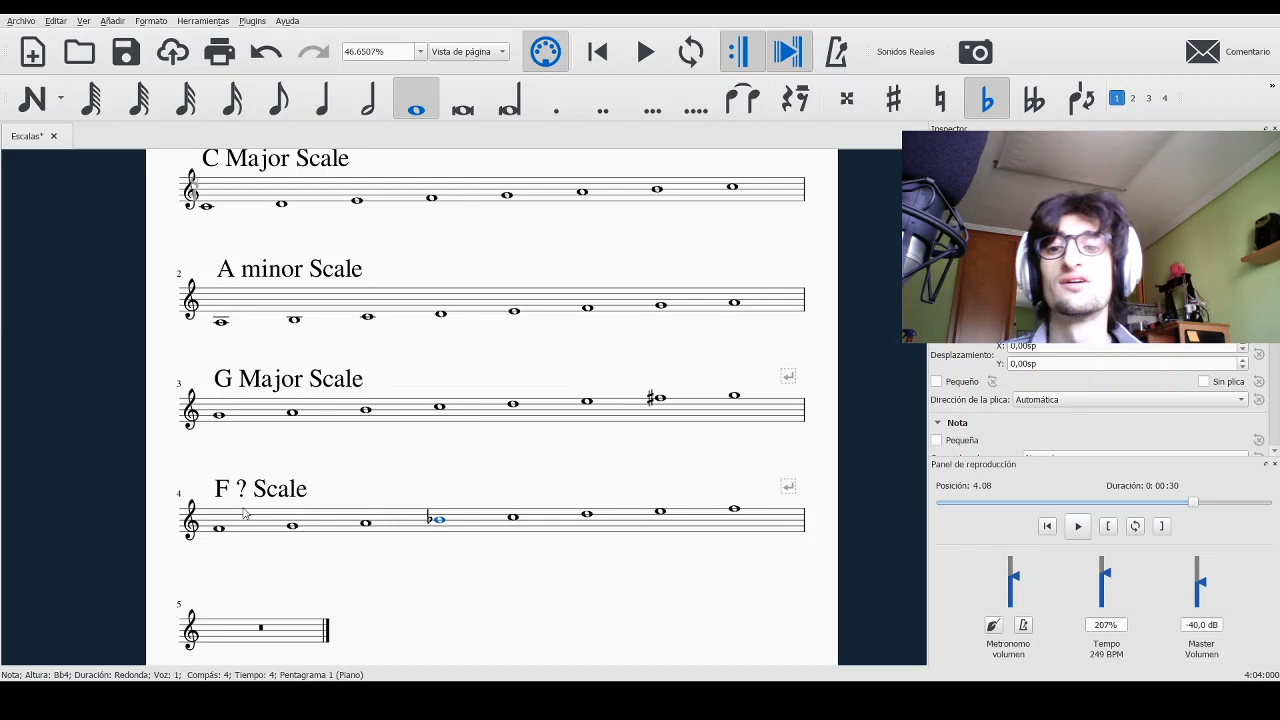 Archivo Editar Ver Añadir Formato Herramientas Plugins Ayuda
46.6507% Vista de página Sonidos Reales Comentario
1 2 3 4 »
Escalas* ×
Inspector
C Major Scale
2 A minor Scale
3 G Major Scale
4 F ? Scale
5
X: 0,00sp
Desplazamiento:
Y: 0,00sp
Pequeño Sin plica
Dirección de la plica: Automática
Nota
Pequeña
Panel de reproducción
Posición: 4.08 Duración: 0: 00:30
207% -40,0 dB
Metronomo volumen Tempo 249 BPM Master Volumen
Nota; Altura: Bb4; Duración: Redonda; Voz: 1; Compás: 4; Tiempo: 4; Pentagrama 1 (Piano) 4:04:000